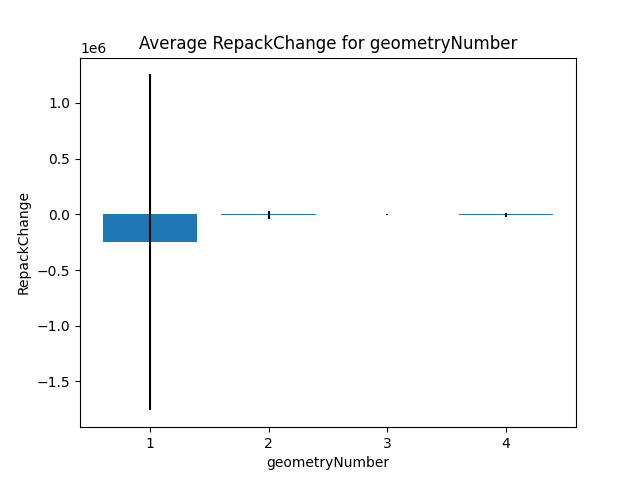 Average RepackChange for geometryNumber
1e6
1.0
0.5
0.0
−0.5
−1.0
−1.5
RepackChange
1 2 3 4
geometryNumber